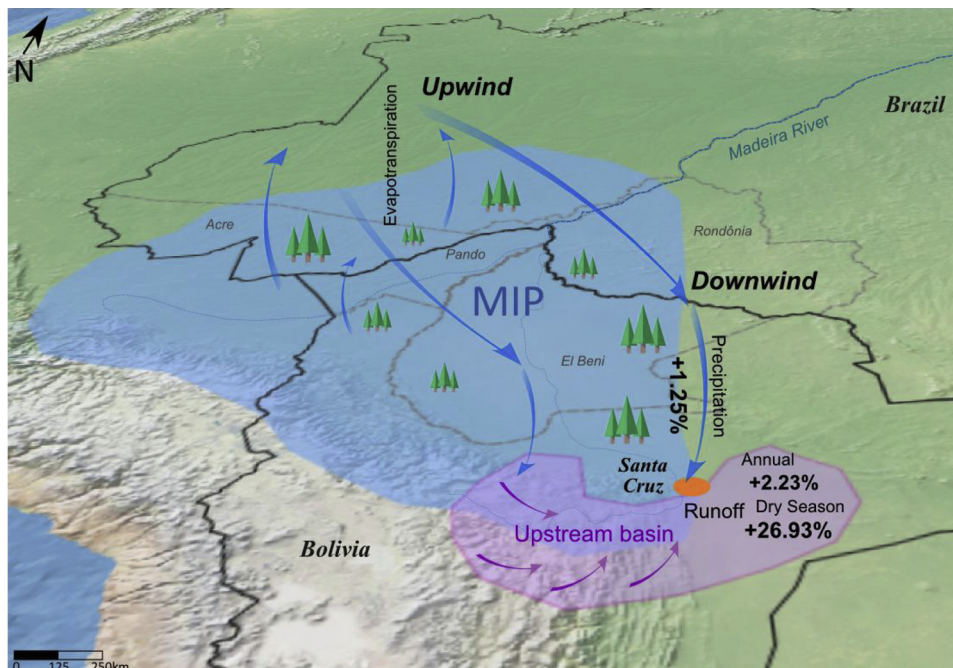 N
Upwind
Brazil
Evapotranspiration
Madeira River
Acre
Rondônia
Pando
Downwind
MIP
Precipitation
+1.25%
El Beni
Santa
Cruz
Annual
+2.23%
Runoff
Dry Season
+26.93%
Upstream basin
Bolivia
0 125 250km